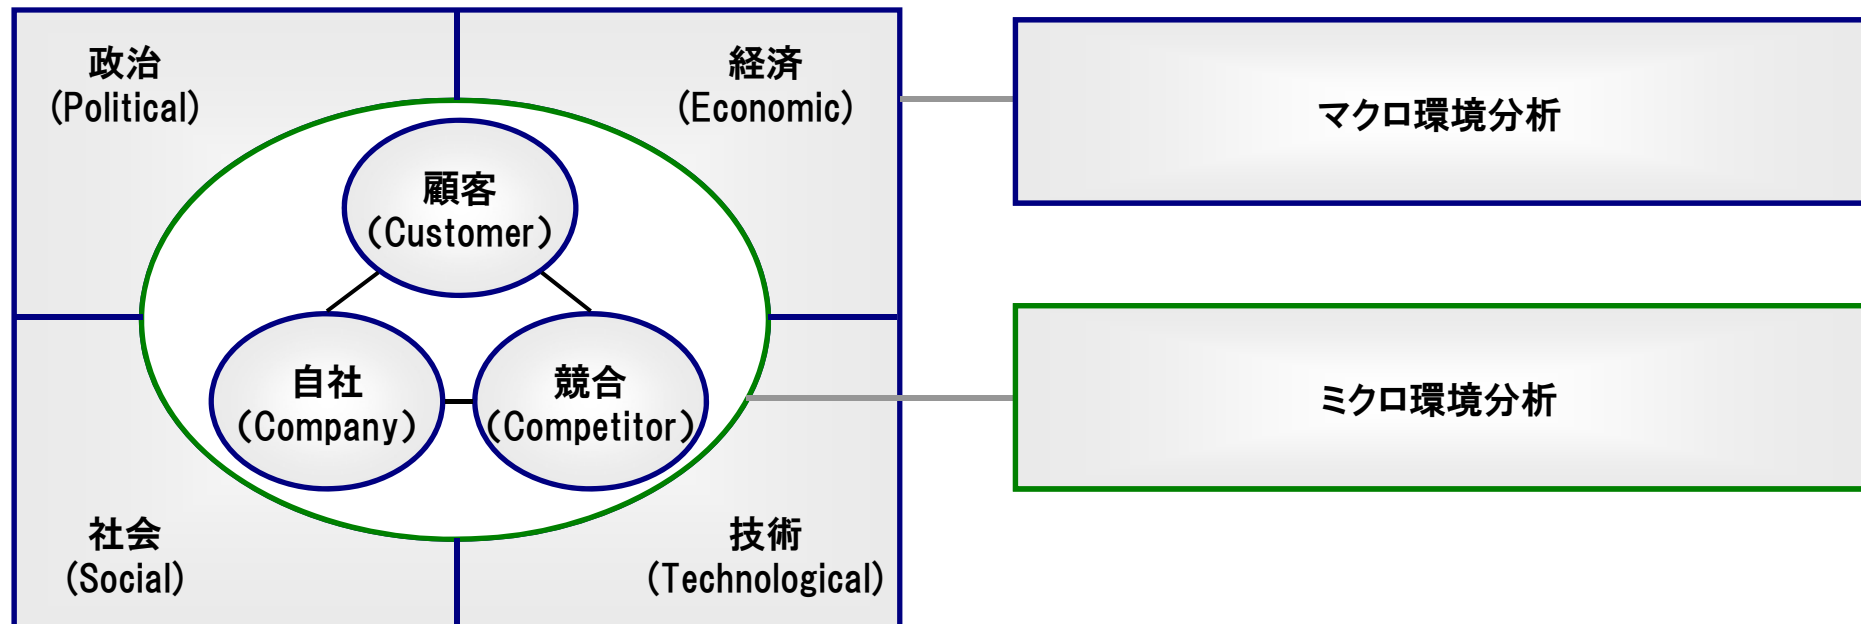 政治
(Political)
経済
(Economic)
マクロ環境分析
顧客
（Customer）
自社
（Company）
競合
（Competitor）
ミクロ環境分析
社会
(Social)
技術
(Technological)